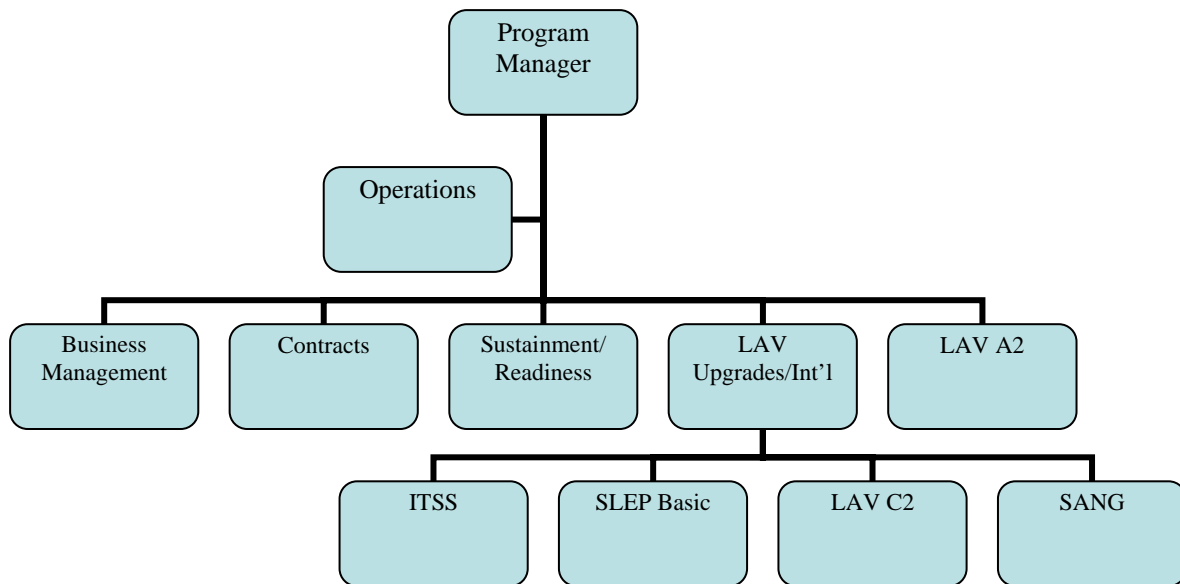 Program
Manager
Operations
Business
Management
Contracts
Sustainment/
Readiness
LAV
Upgrades/Int’l
LAV A2
ITSS
SLEP Basic
LAV C2
SANG